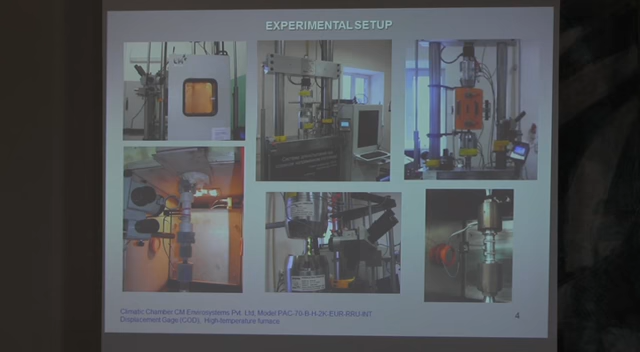 EXPERIMENTAL SETUP
Climatic Chamber CM Envirosystems Pvt. Ltd, Model PAC-70-B-H-2K-EUR-BRU-INT
Displacement Gage (COD), High-temperature furnace
4